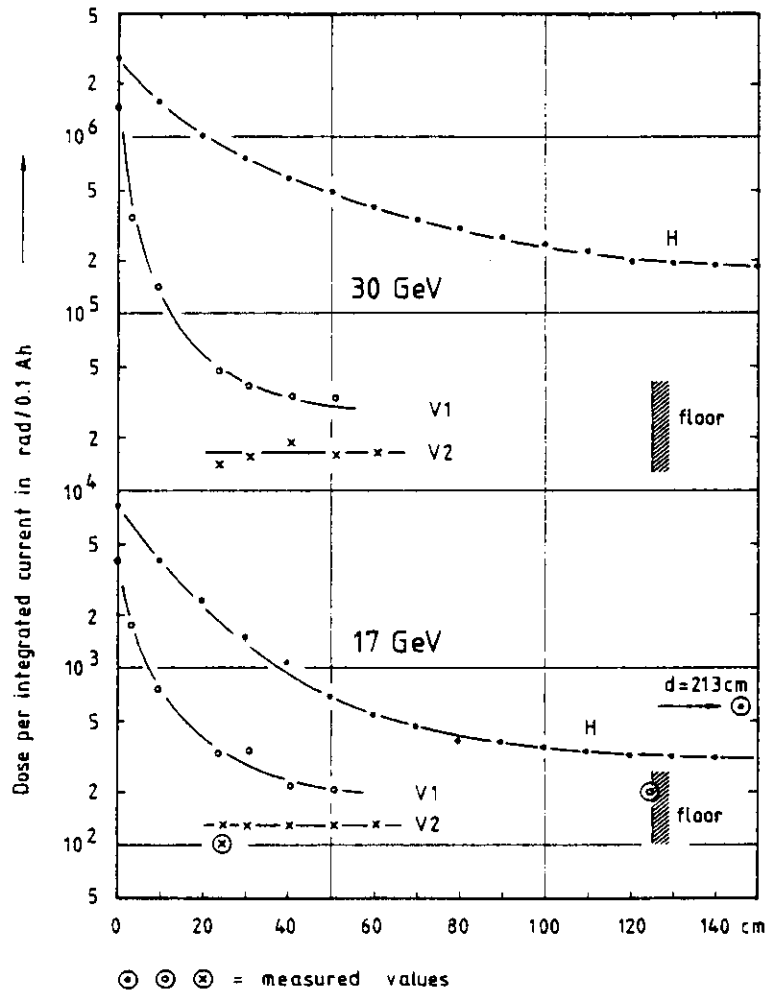 Dose per integrated current in rad/0.1 Ah
5
2
10^6
5
2
10^5
5
2
10^4
5
2
10^3
5
2
10^2
5
H
30 GeV
V1
floor
V2
17 GeV
d=213cm
H
V1
V2
floor
0 20 40 60 80 100 120 140 cm
= measured values